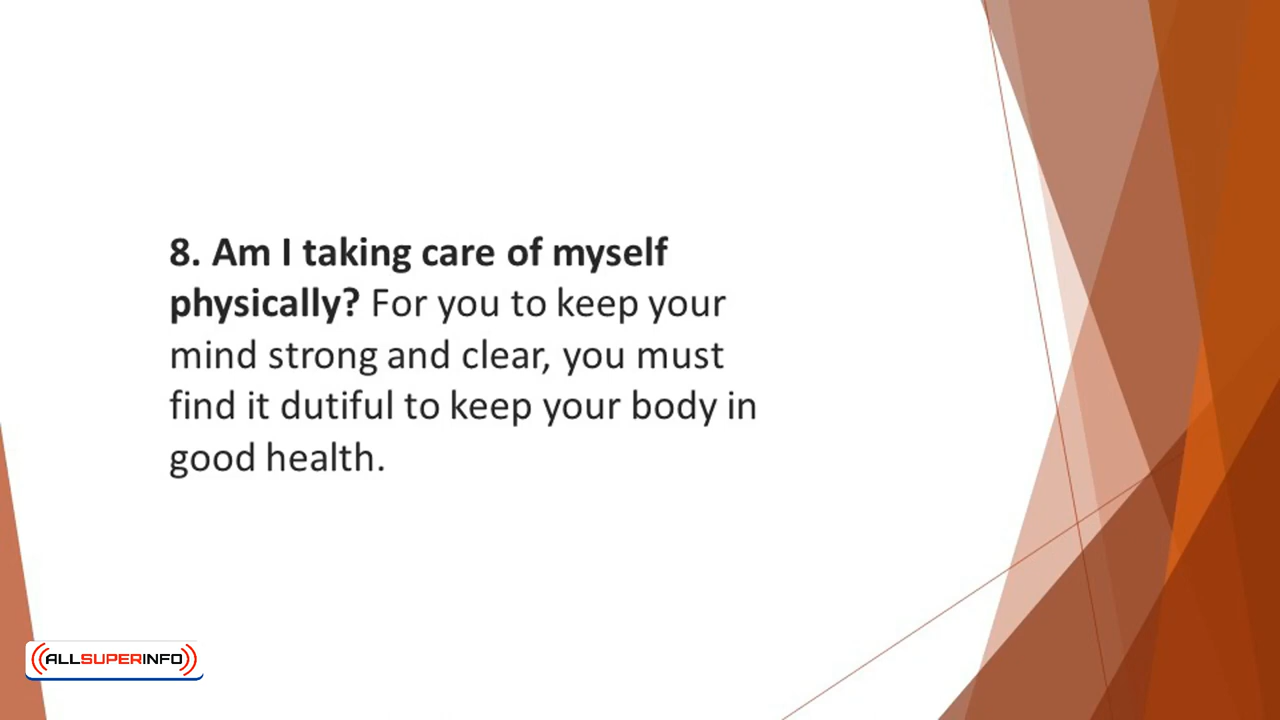 8. Am I taking care of myself
physically? For you to keep your
mind strong and clear, you must
find it dutiful to keep your body in
good health.
ALLSUPERINFO